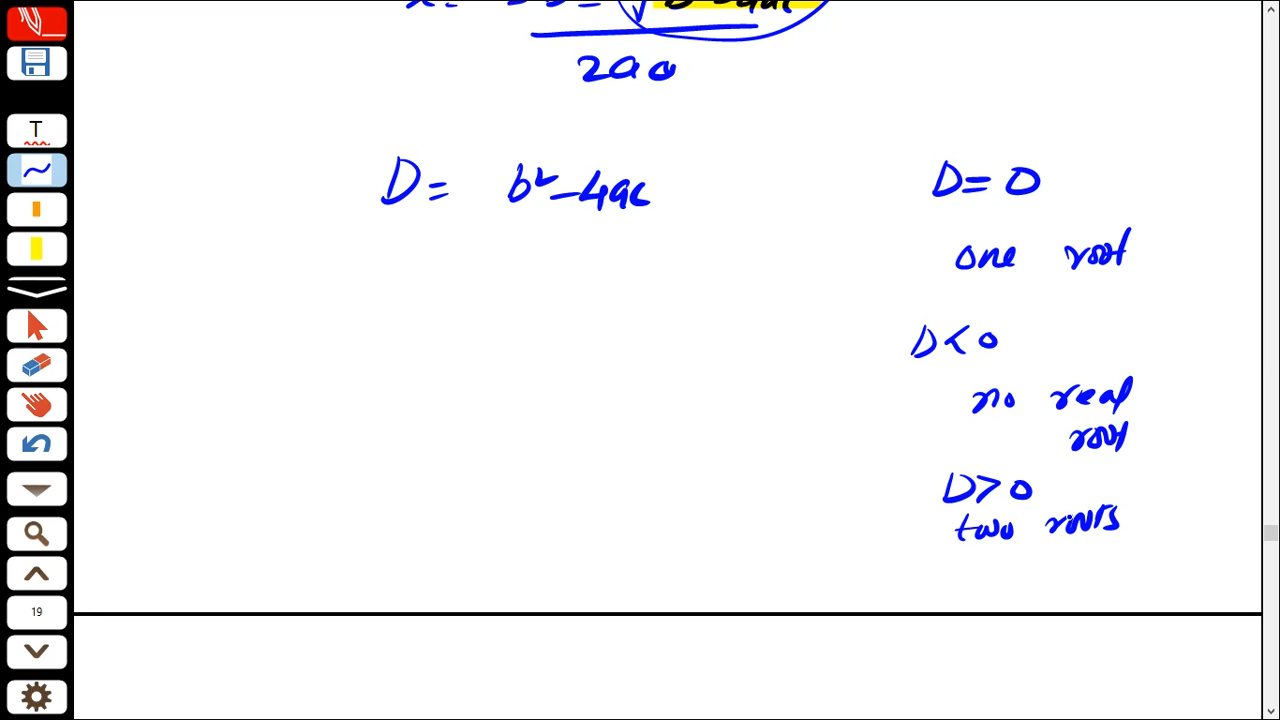 2a
D = b²-4ac
D = 0
one root
D < 0
no real
root
D > 0
two roots
T
19